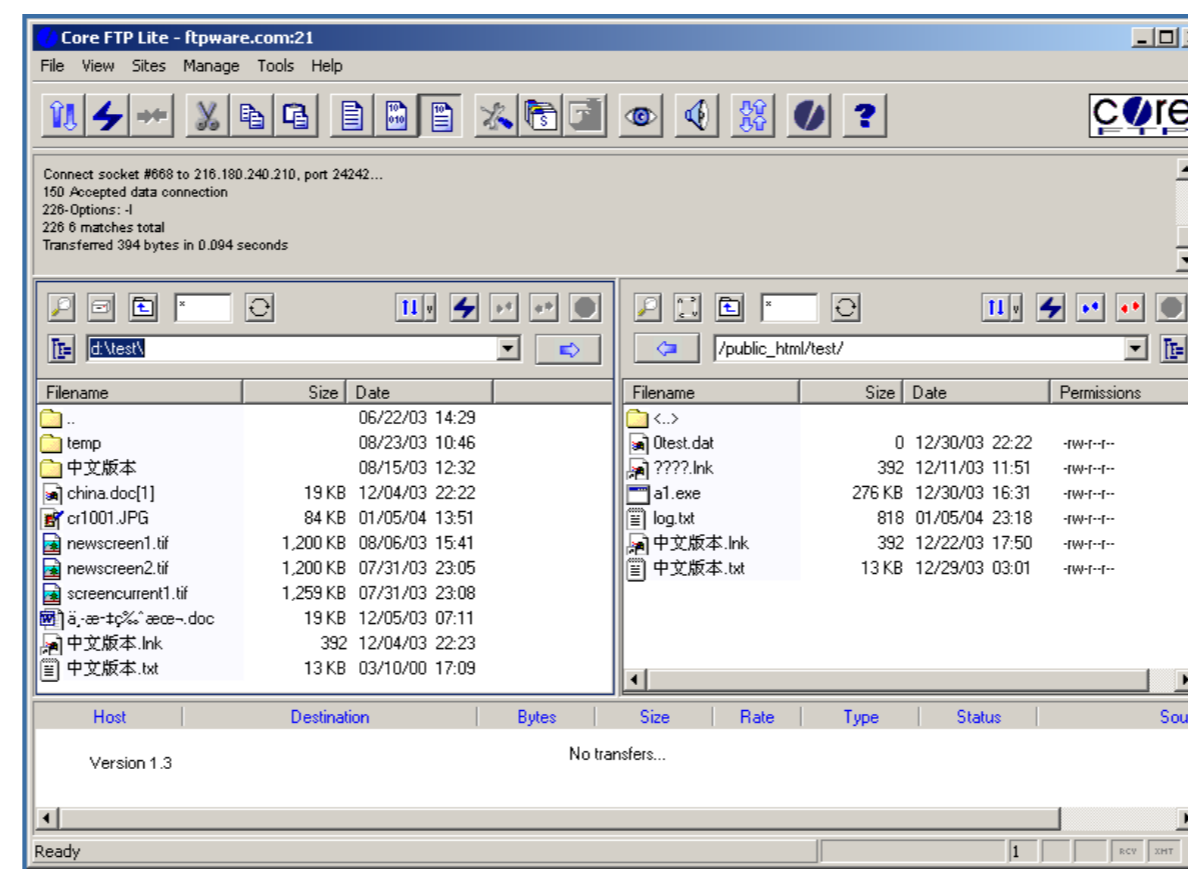 Core FTP Lite - ftpware.com:21
File View Sites Manage Tools Help
Core
Connect socket #668 to 216.180.240.210, port 24242...
150 Accepted data connection
226-Options: -l
226 6 matches total
Transferred 394 bytes in 0.094 seconds
* *
d:\test\ /public_html/test/
Filename Size Date
.. 06/22/03 14:29
temp 08/23/03 10:46
中文版本 08/15/03 12:32
china.doc[1] 19 KB 12/04/03 22:22
cr1001.JPG 84 KB 01/05/04 13:51
newscreen1.tif 1,200 KB 08/06/03 15:41
newscreen2.tif 1,200 KB 07/31/03 23:05
screencurrent1.tif 1,259 KB 07/31/03 23:08
ä¸­æ–‡ç‰ˆæœ¬.doc 19 KB 12/05/03 07:11
中文版本.lnk 392 12/04/03 22:23
中文版本.txt 13 KB 03/10/00 17:09
Filename Size Date Permissions
<..>
0test.dat 0 12/30/03 22:22 -rw-r--r--
????.lnk 392 12/11/03 11:51 -rw-r--r--
a1.exe 276 KB 12/30/03 16:31 -rw-r--r--
log.txt 818 01/05/04 23:18 -rw-r--r--
中文版本.lnk 392 12/22/03 17:50 -rw-r--r--
中文版本.txt 13 KB 12/29/03 03:01 -rw-r--r--
Host Destination Bytes Size Rate Type Status Sou
No transfers...
Version 1.3
Ready 1 RCV XMT